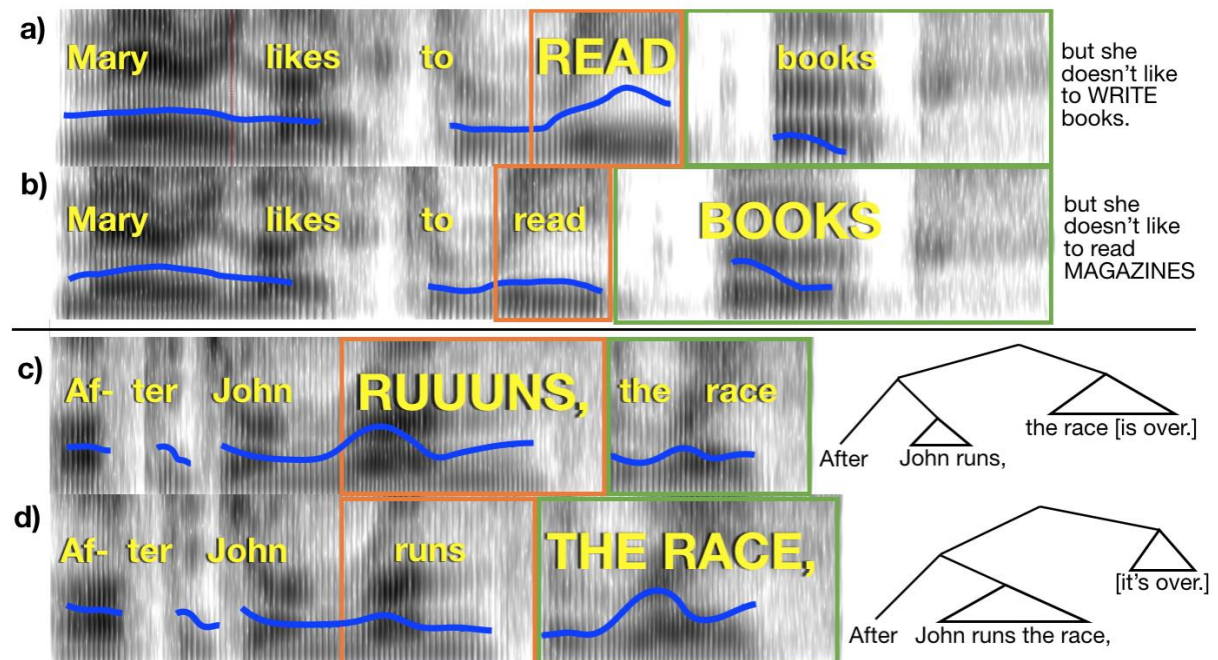 a)
Mary likes to READ books
but she
doesn't like
to WRITE
books.
b)
Mary likes to read BOOKS
but she
doesn't like
to read
MAGAZINES
c)
Af- ter John RUUUNS, the race
After
John runs,
the race [is over.]
d)
Af- ter John runs THE RACE,
After
John runs the race,
[it's over.]